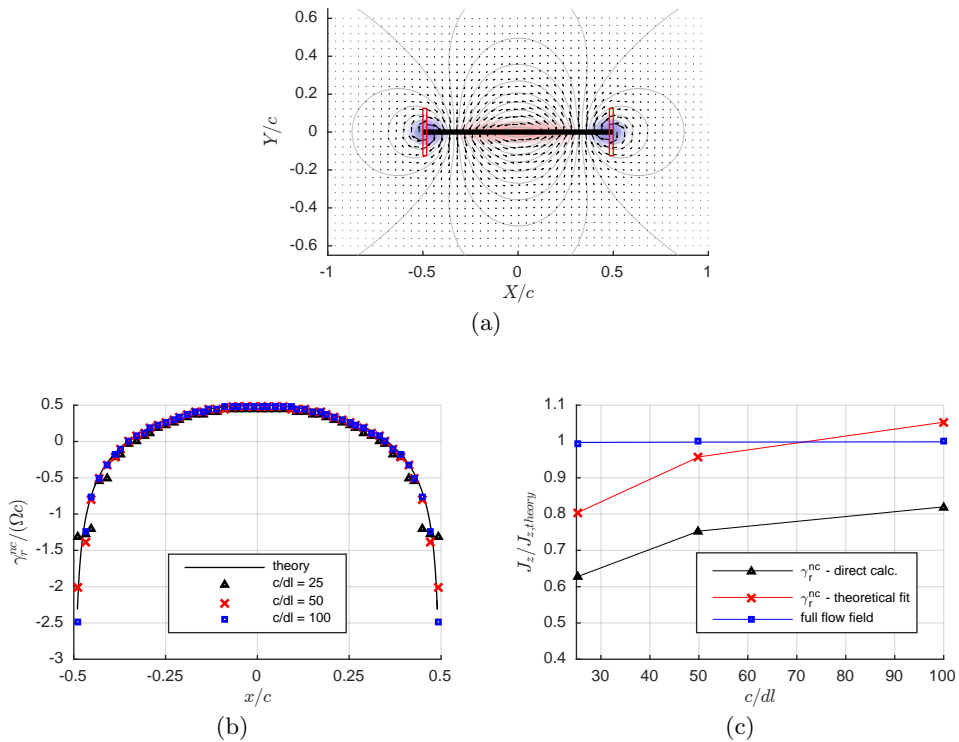 0.6
0.4
0.2
0
-0.2
-0.4
-0.6
Y/c
-1 -0.5 0 0.5 1
X/c
(a)
0.5
0
-0.5
-1
-1.5
-2
-2.5
-3
γ_r^{nc}/(Ωc)
theory
c/dl = 25
c/dl = 50
c/dl = 100
-0.5 -0.25 0 0.25 0.5
x/c
(b)
1.1
1
0.9
0.8
0.7
0.6
0.5
0.4
J_z/J_{z,theory}
γ_r^{nc} - direct calc.
γ_r^{nc} - theoretical fit
full flow field
30 40 50 60 70 80 90 100
c/dl
(c)